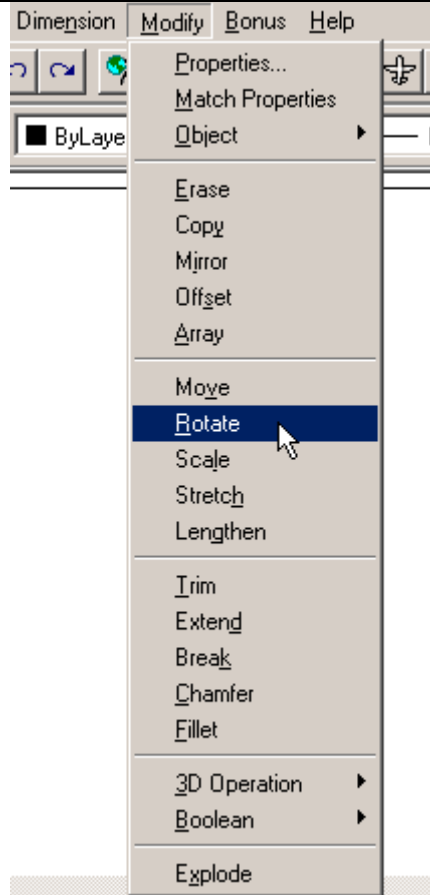 Dimension Modify Bonus Help
Properties...
Match Properties
ByLaye
Object
Erase
Copy
Mirror
Offset
Array
Move
Rotate
Scale
Stretch
Lengthen
Trim
Extend
Break
Chamfer
Fillet
3D Operation
Boolean
Explode